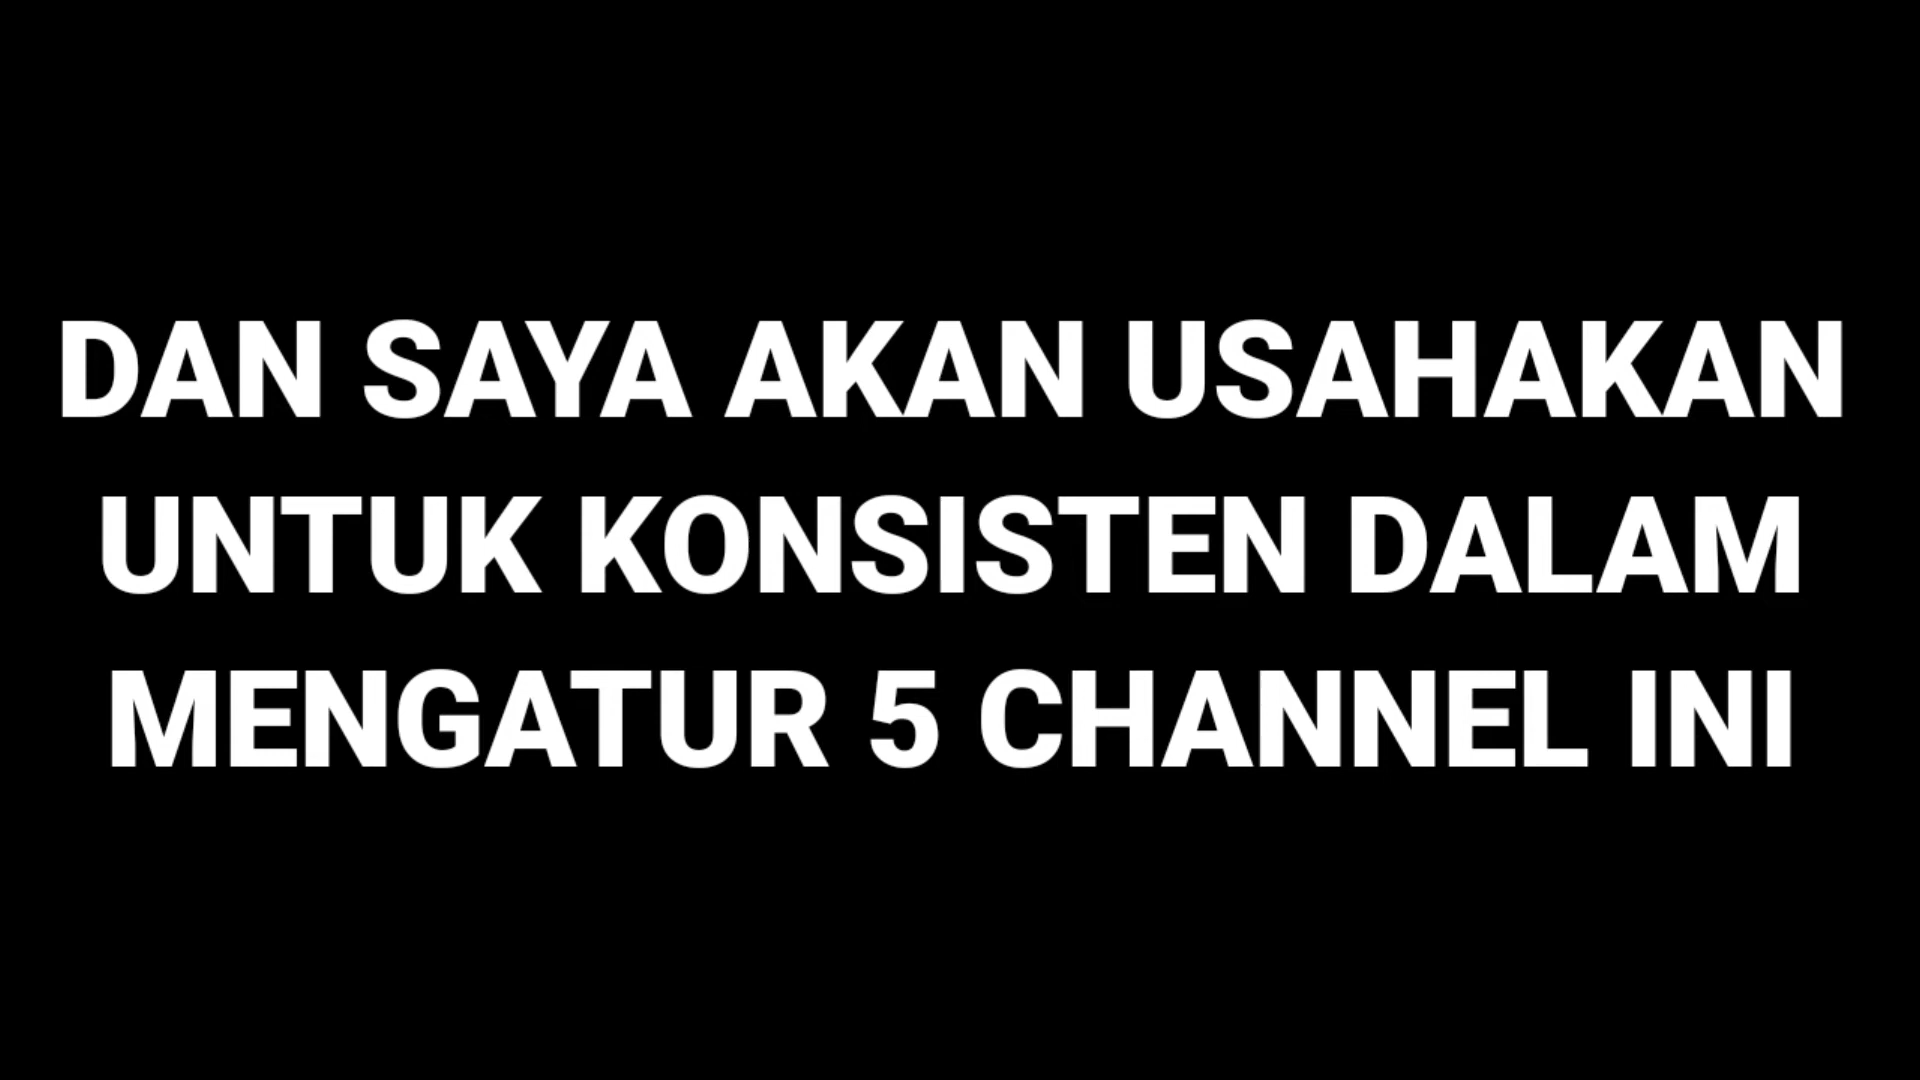 DAN SAYA AKAN USAHAKAN
UNTUK KONSISTEN DALAM
MENGATUR 5 CHANNEL INI